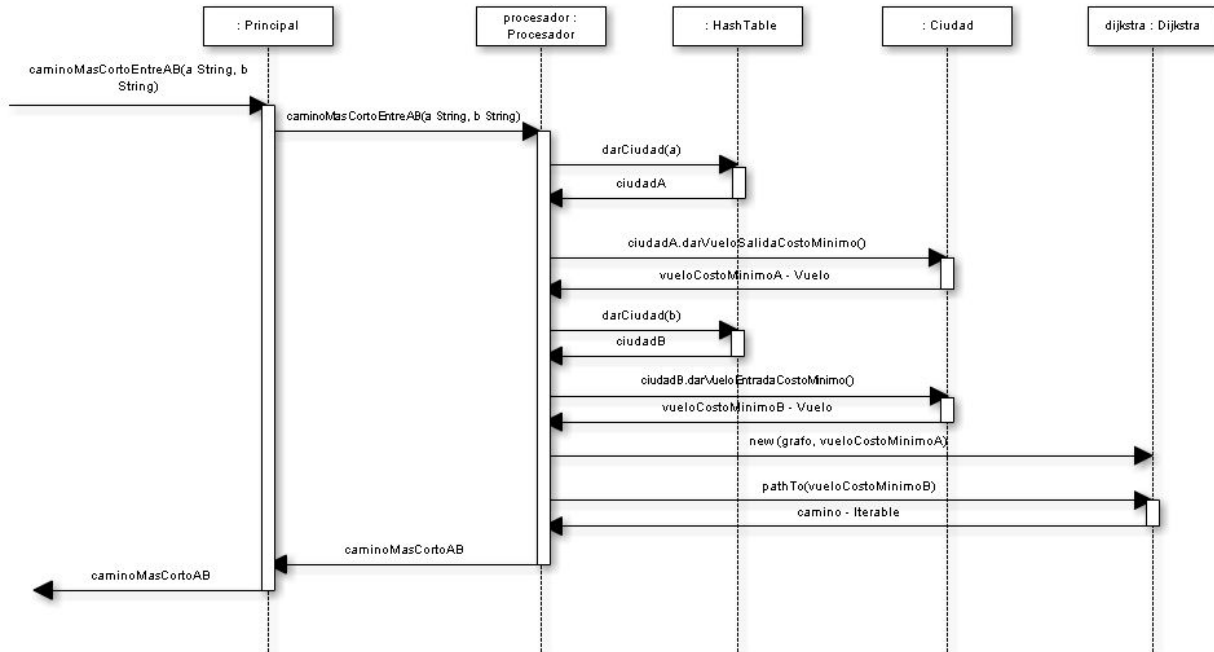 : Principal
procesador :
Procesador
: HashTable
: Ciudad
dijkstra : Dijkstra
caminoMasCortoEntreAB(a String, b
String)
caminoMasCortoEntreAB(a String, b String)
darCiudad(a)
ciudadA
ciudadA.darVueloSalidaCostoMinimo()
vueloCostoMinimoA - Vuelo
darCiudad(b)
ciudadB
ciudadB.darVueloEntradaCostoMinimo()
vueloCostoMinimoB - Vuelo
new (grafo, vueloCostoMinimoA)
pathTo(vueloCostoMinimoB)
camino - Iterable
caminoMasCortoAB
caminoMasCortoAB